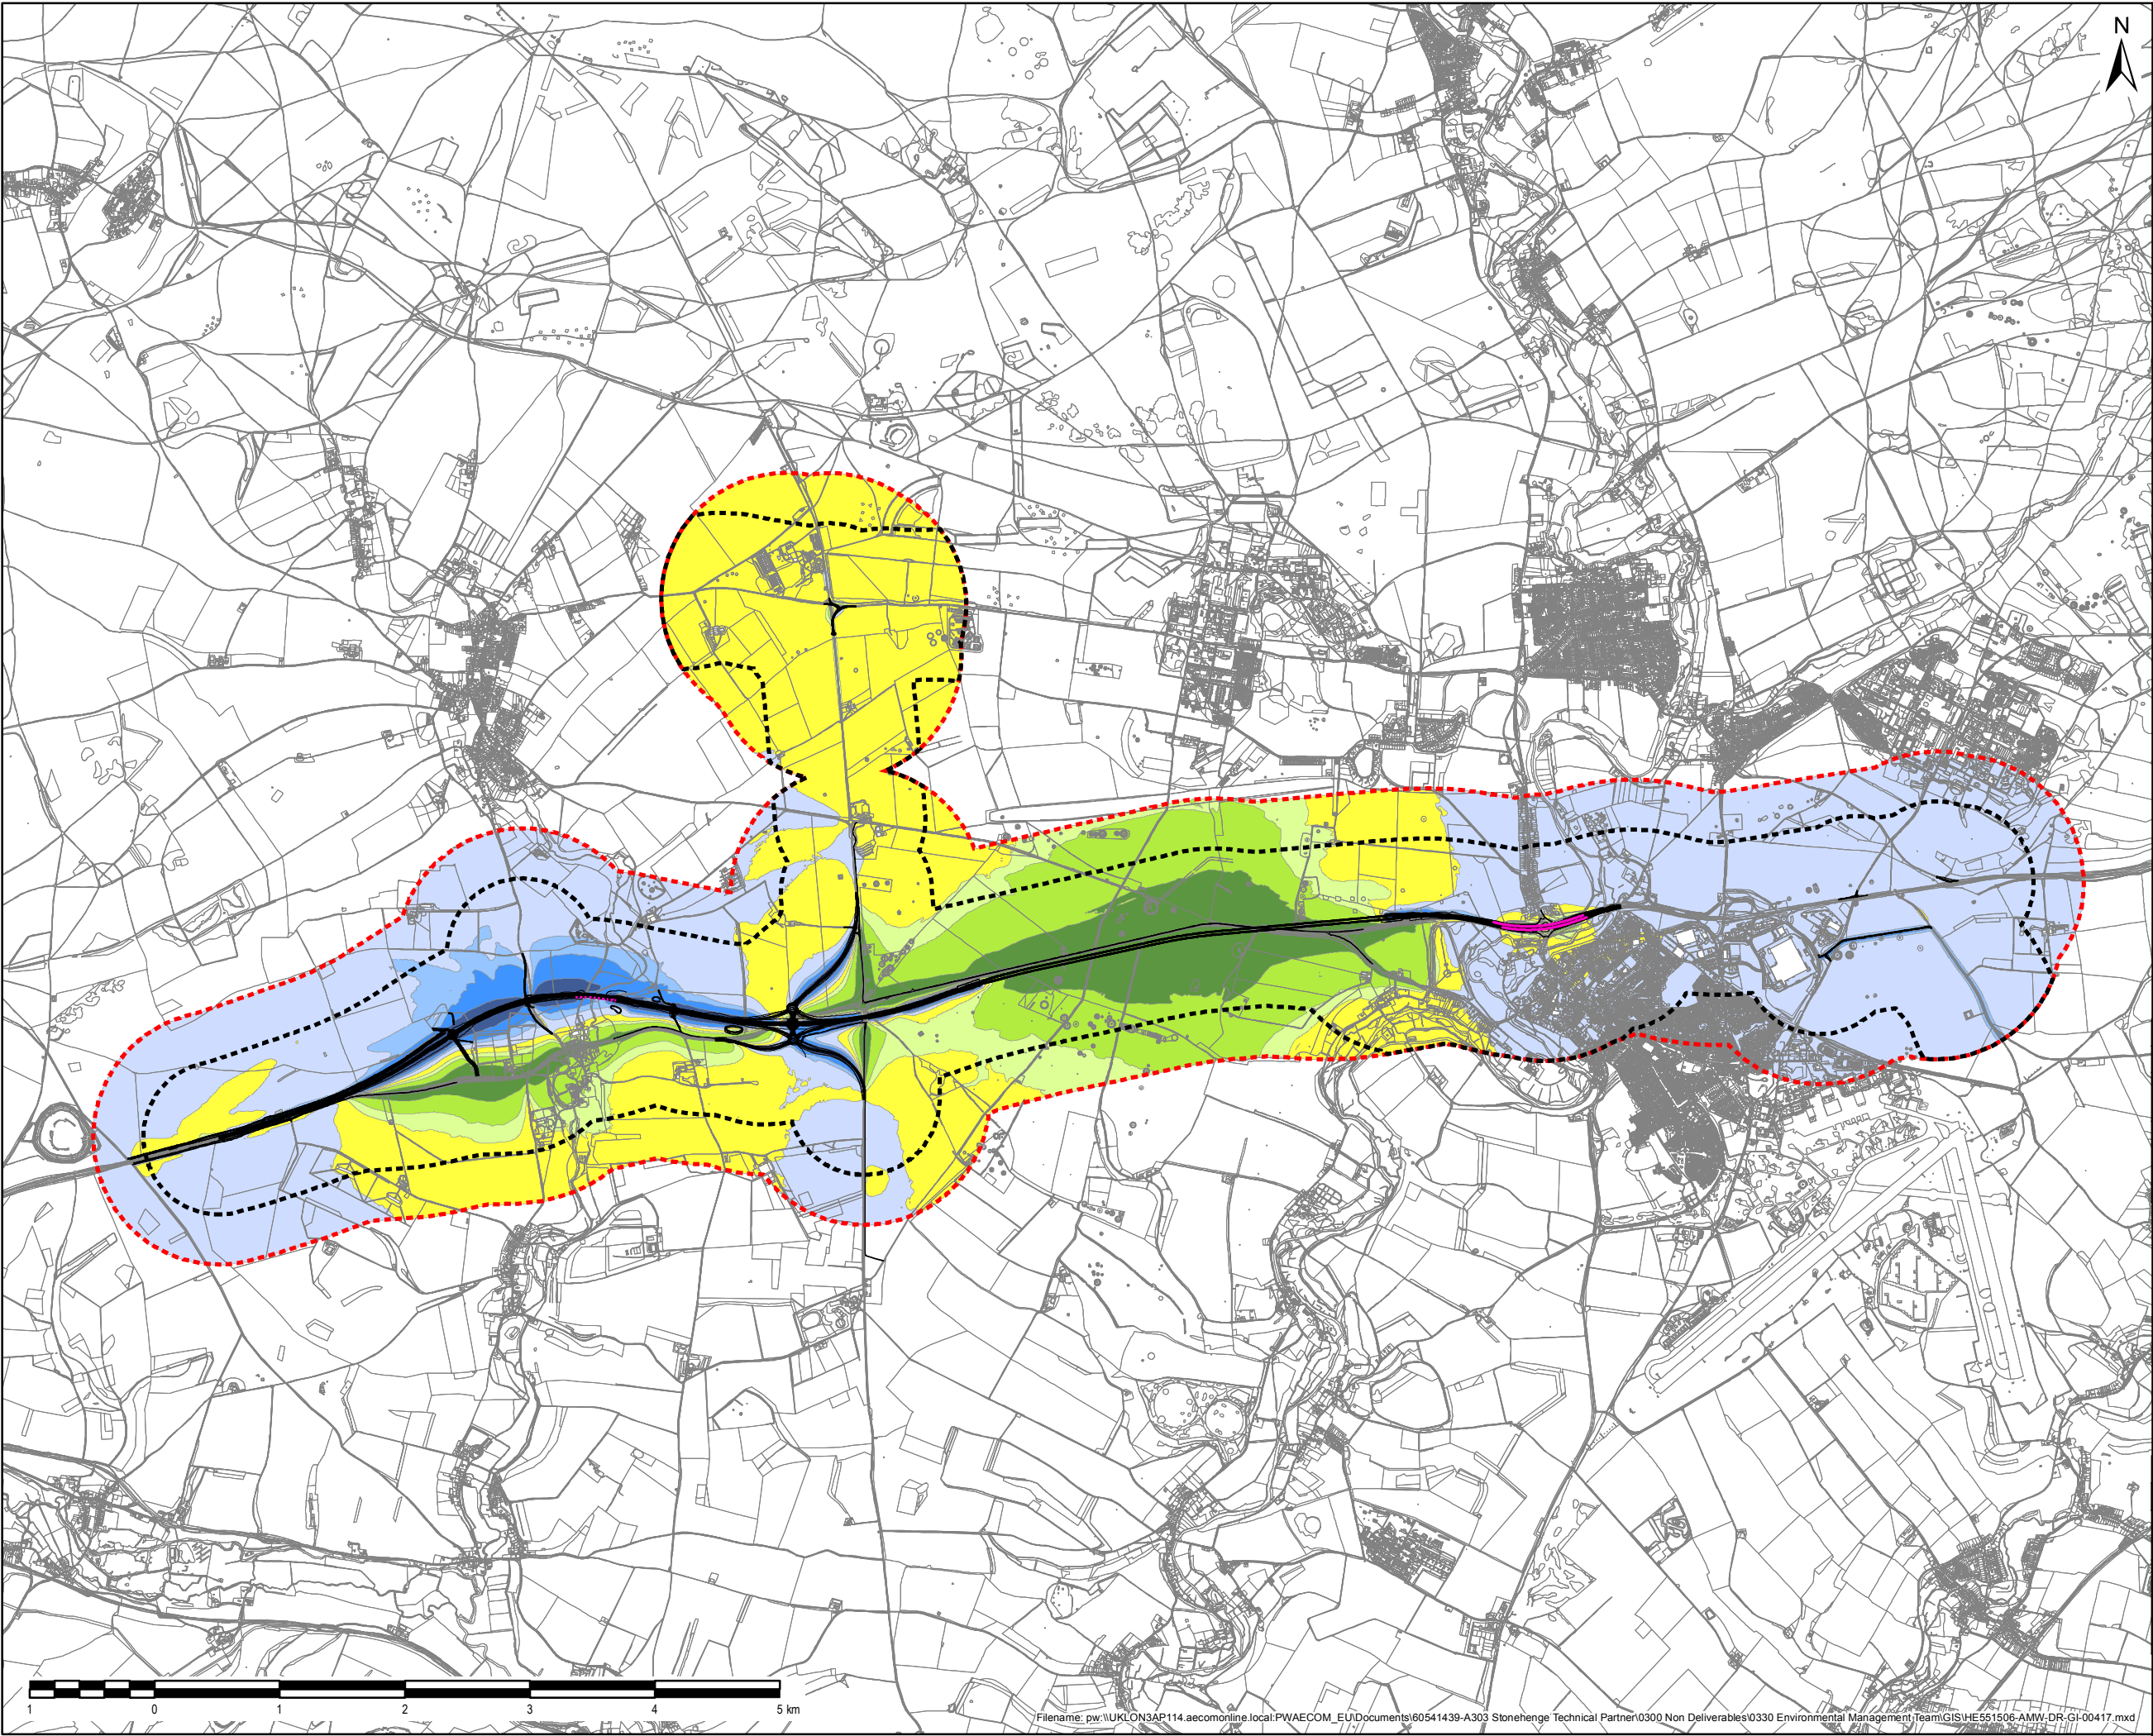 N
1 0 1 2 3 4 5 km
Filename: pw:\\UKLON3AP114.aecomonline.local:PWAECOM_EU\Documents\60541439-A303 Stonehenge Technical Partner\0300 Non Deliverables\0330 Environmental Management Team\GIS\HE551506-AMW-DR-GI-00417.mxd